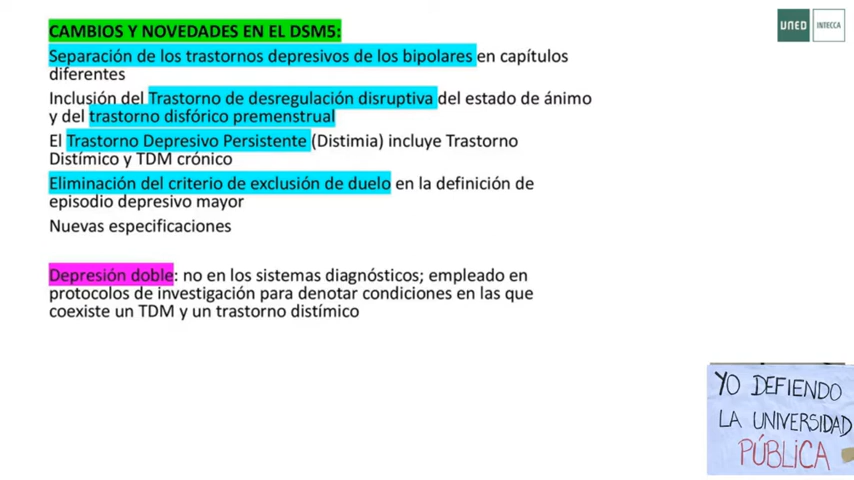 CAMBIOS Y NOVEDADES EN EL DSM5:
UNED
INTECCA
Separación de los trastornos depresivos de los bipolares en capítulos
diferentes
Inclusión del Trastorno de desregulación disruptiva del estado de ánimo
y del trastorno disfórico premenstrual
El Trastorno Depresivo Persistente (Distimia) incluye Trastorno
Distímico y TDM crónico
Eliminación del criterio de exclusión de duelo en la definición de
episodio depresivo mayor
Nuevas especificaciones
Depresión doble: no en los sistemas diagnósticos; empleado en
protocolos de investigación para denotar condiciones en las que
coexiste un TDM y un trastorno distímico
YO DEFIENDO
LA UNIVERSIDAD
PÚBLICA